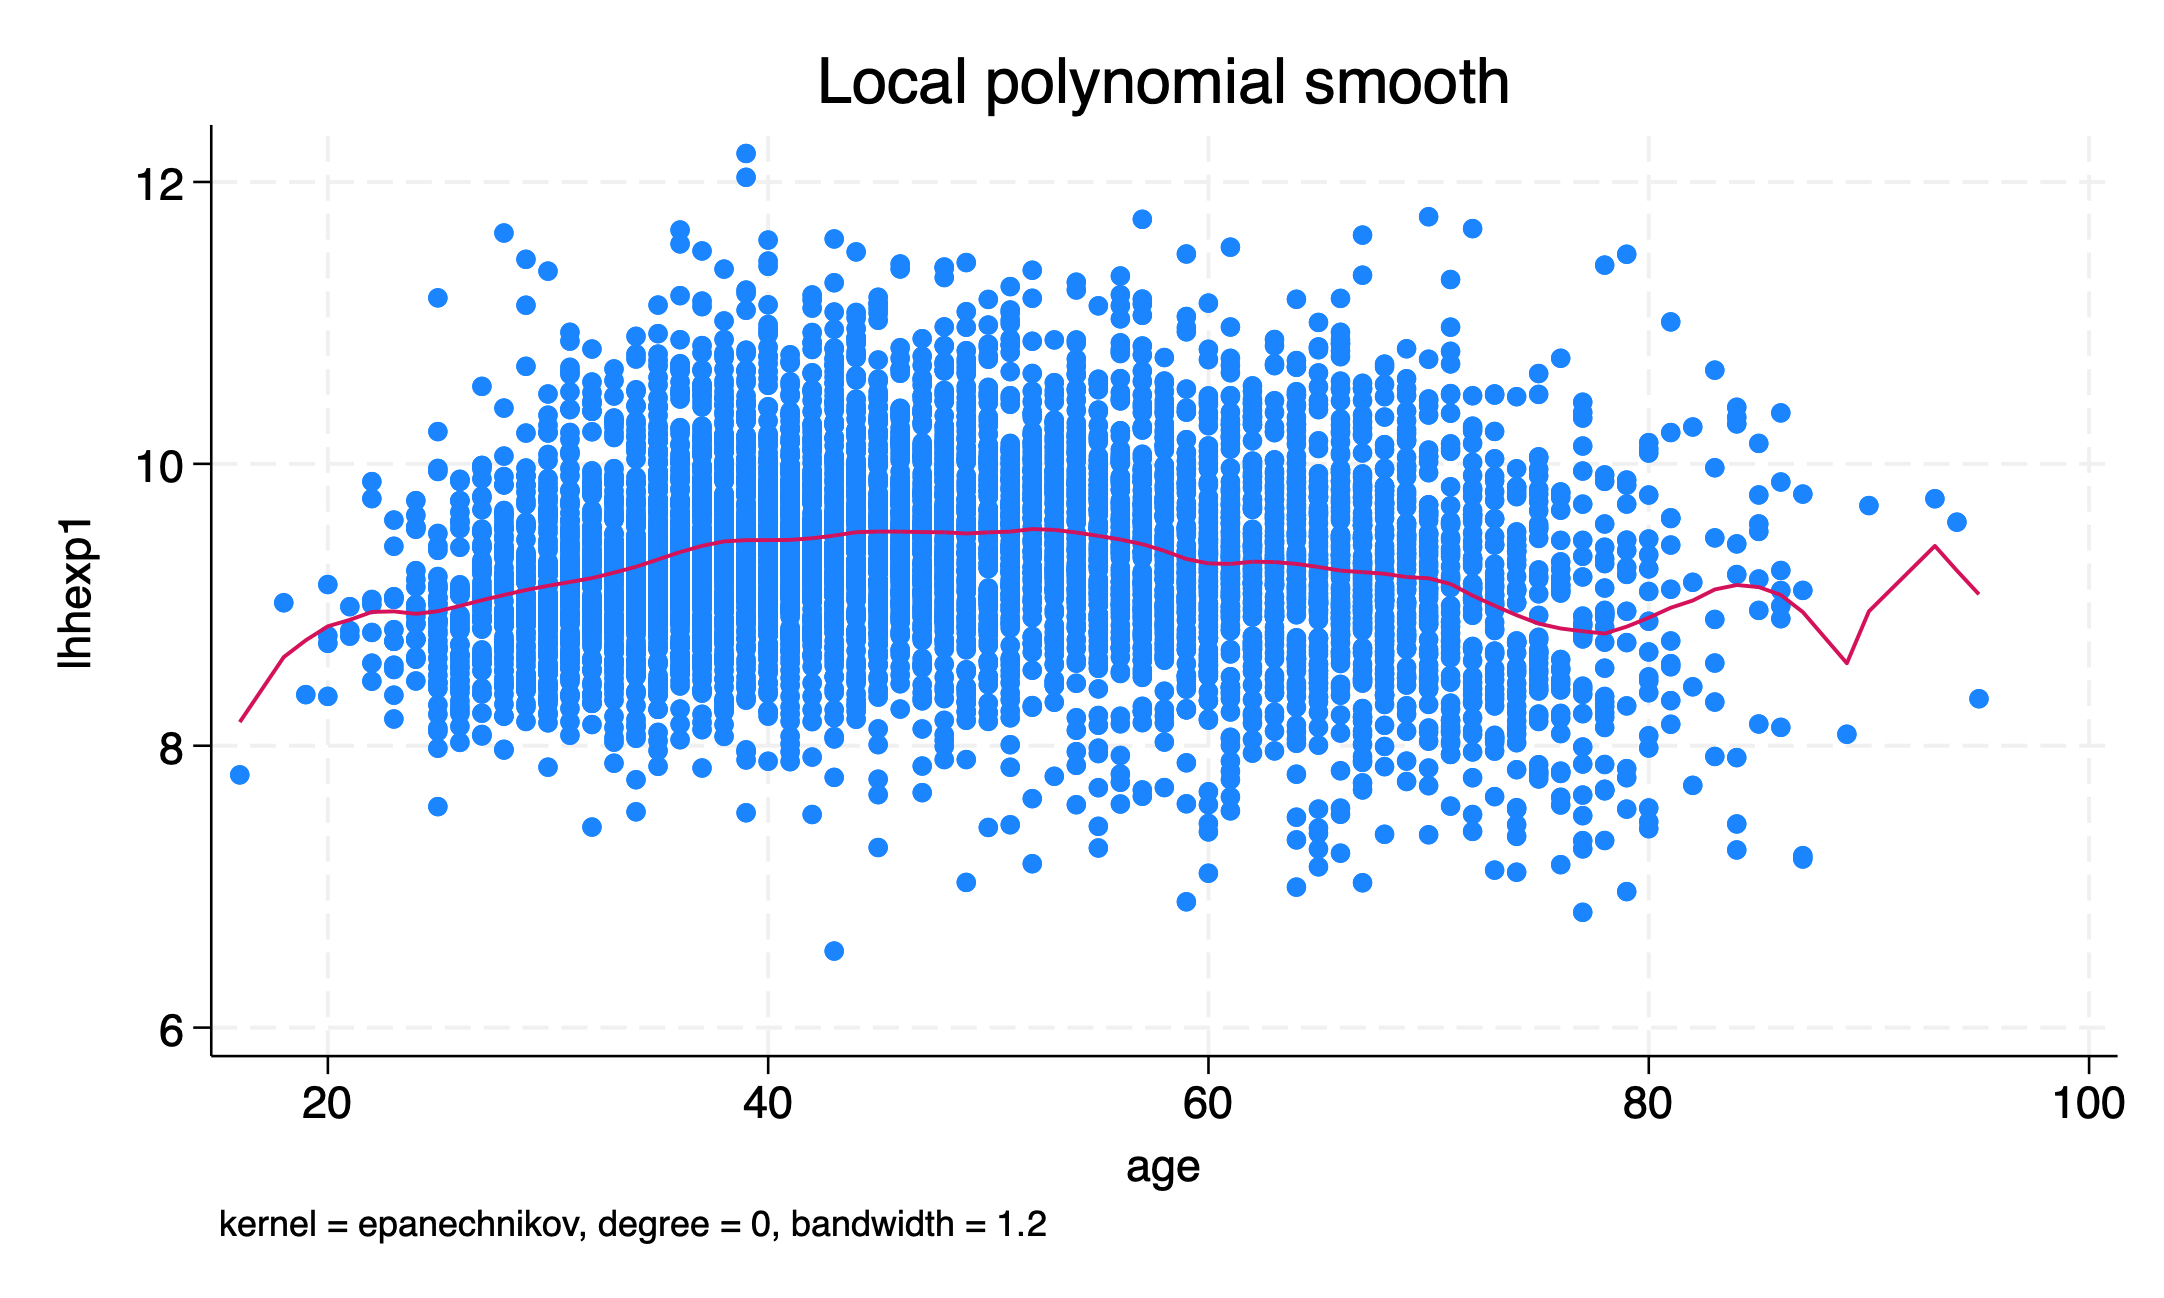 Local polynomial smooth
12
10
8
6
lhhexp1
20 40 60 80 100
age
kernel = epanechnikov, degree = 0, bandwidth = 1.2